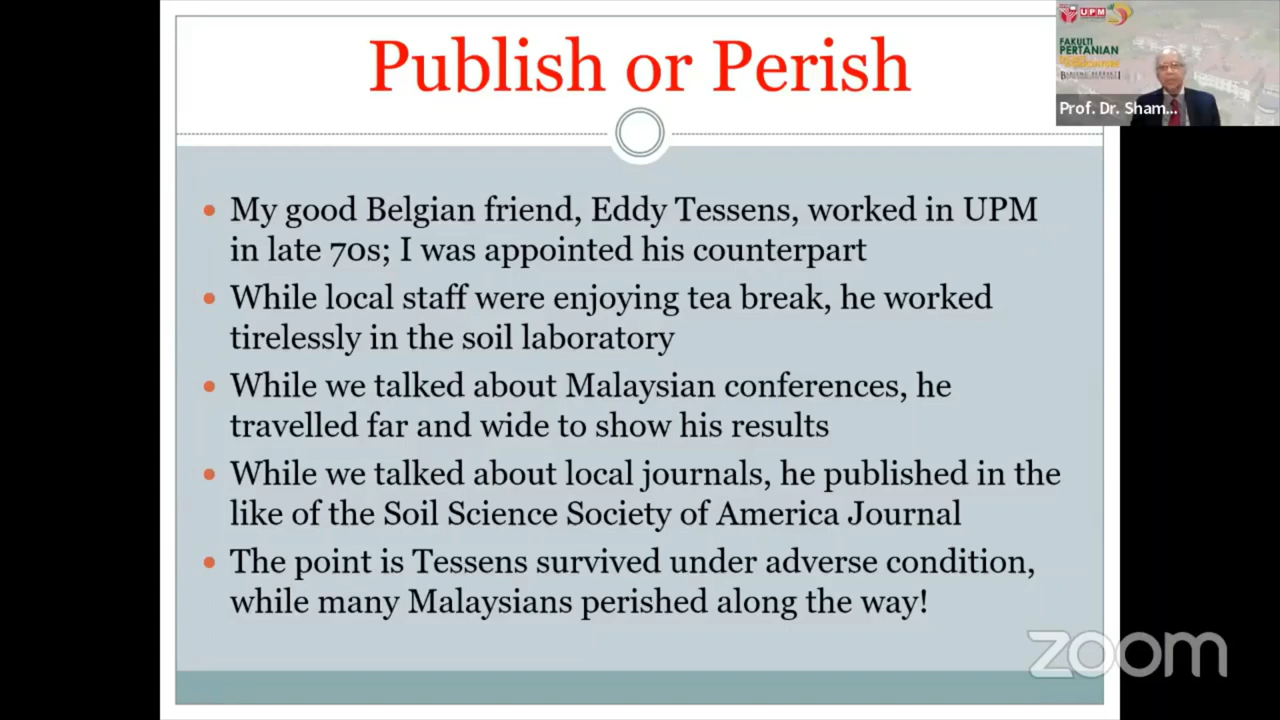 Publish or Perish
UPM
FAKULTI
PERTANIAN
Prof. Dr. Sham...
My good Belgian friend, Eddy Tessens, worked in UPM
in late 70s; I was appointed his counterpart
While local staff were enjoying tea break, he worked
tirelessly in the soil laboratory
While we talked about Malaysian conferences, he
travelled far and wide to show his results
While we talked about local journals, he published in the
like of the Soil Science Society of America Journal
The point is Tessens survived under adverse condition,
while many Malaysians perished along the way!
zoom